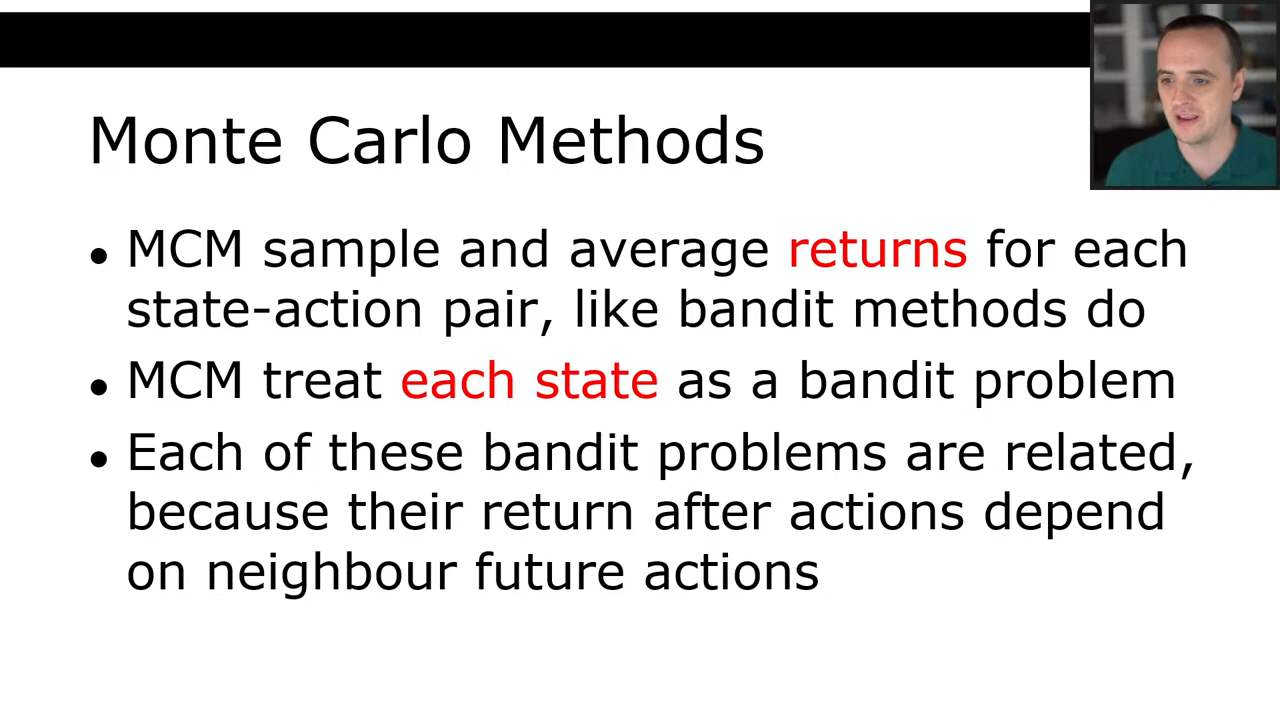 Monte Carlo Methods
• MCM sample and average returns for each
state-action pair, like bandit methods do
• MCM treat each state as a bandit problem
• Each of these bandit problems are related,
because their return after actions depend
on neighbour future actions